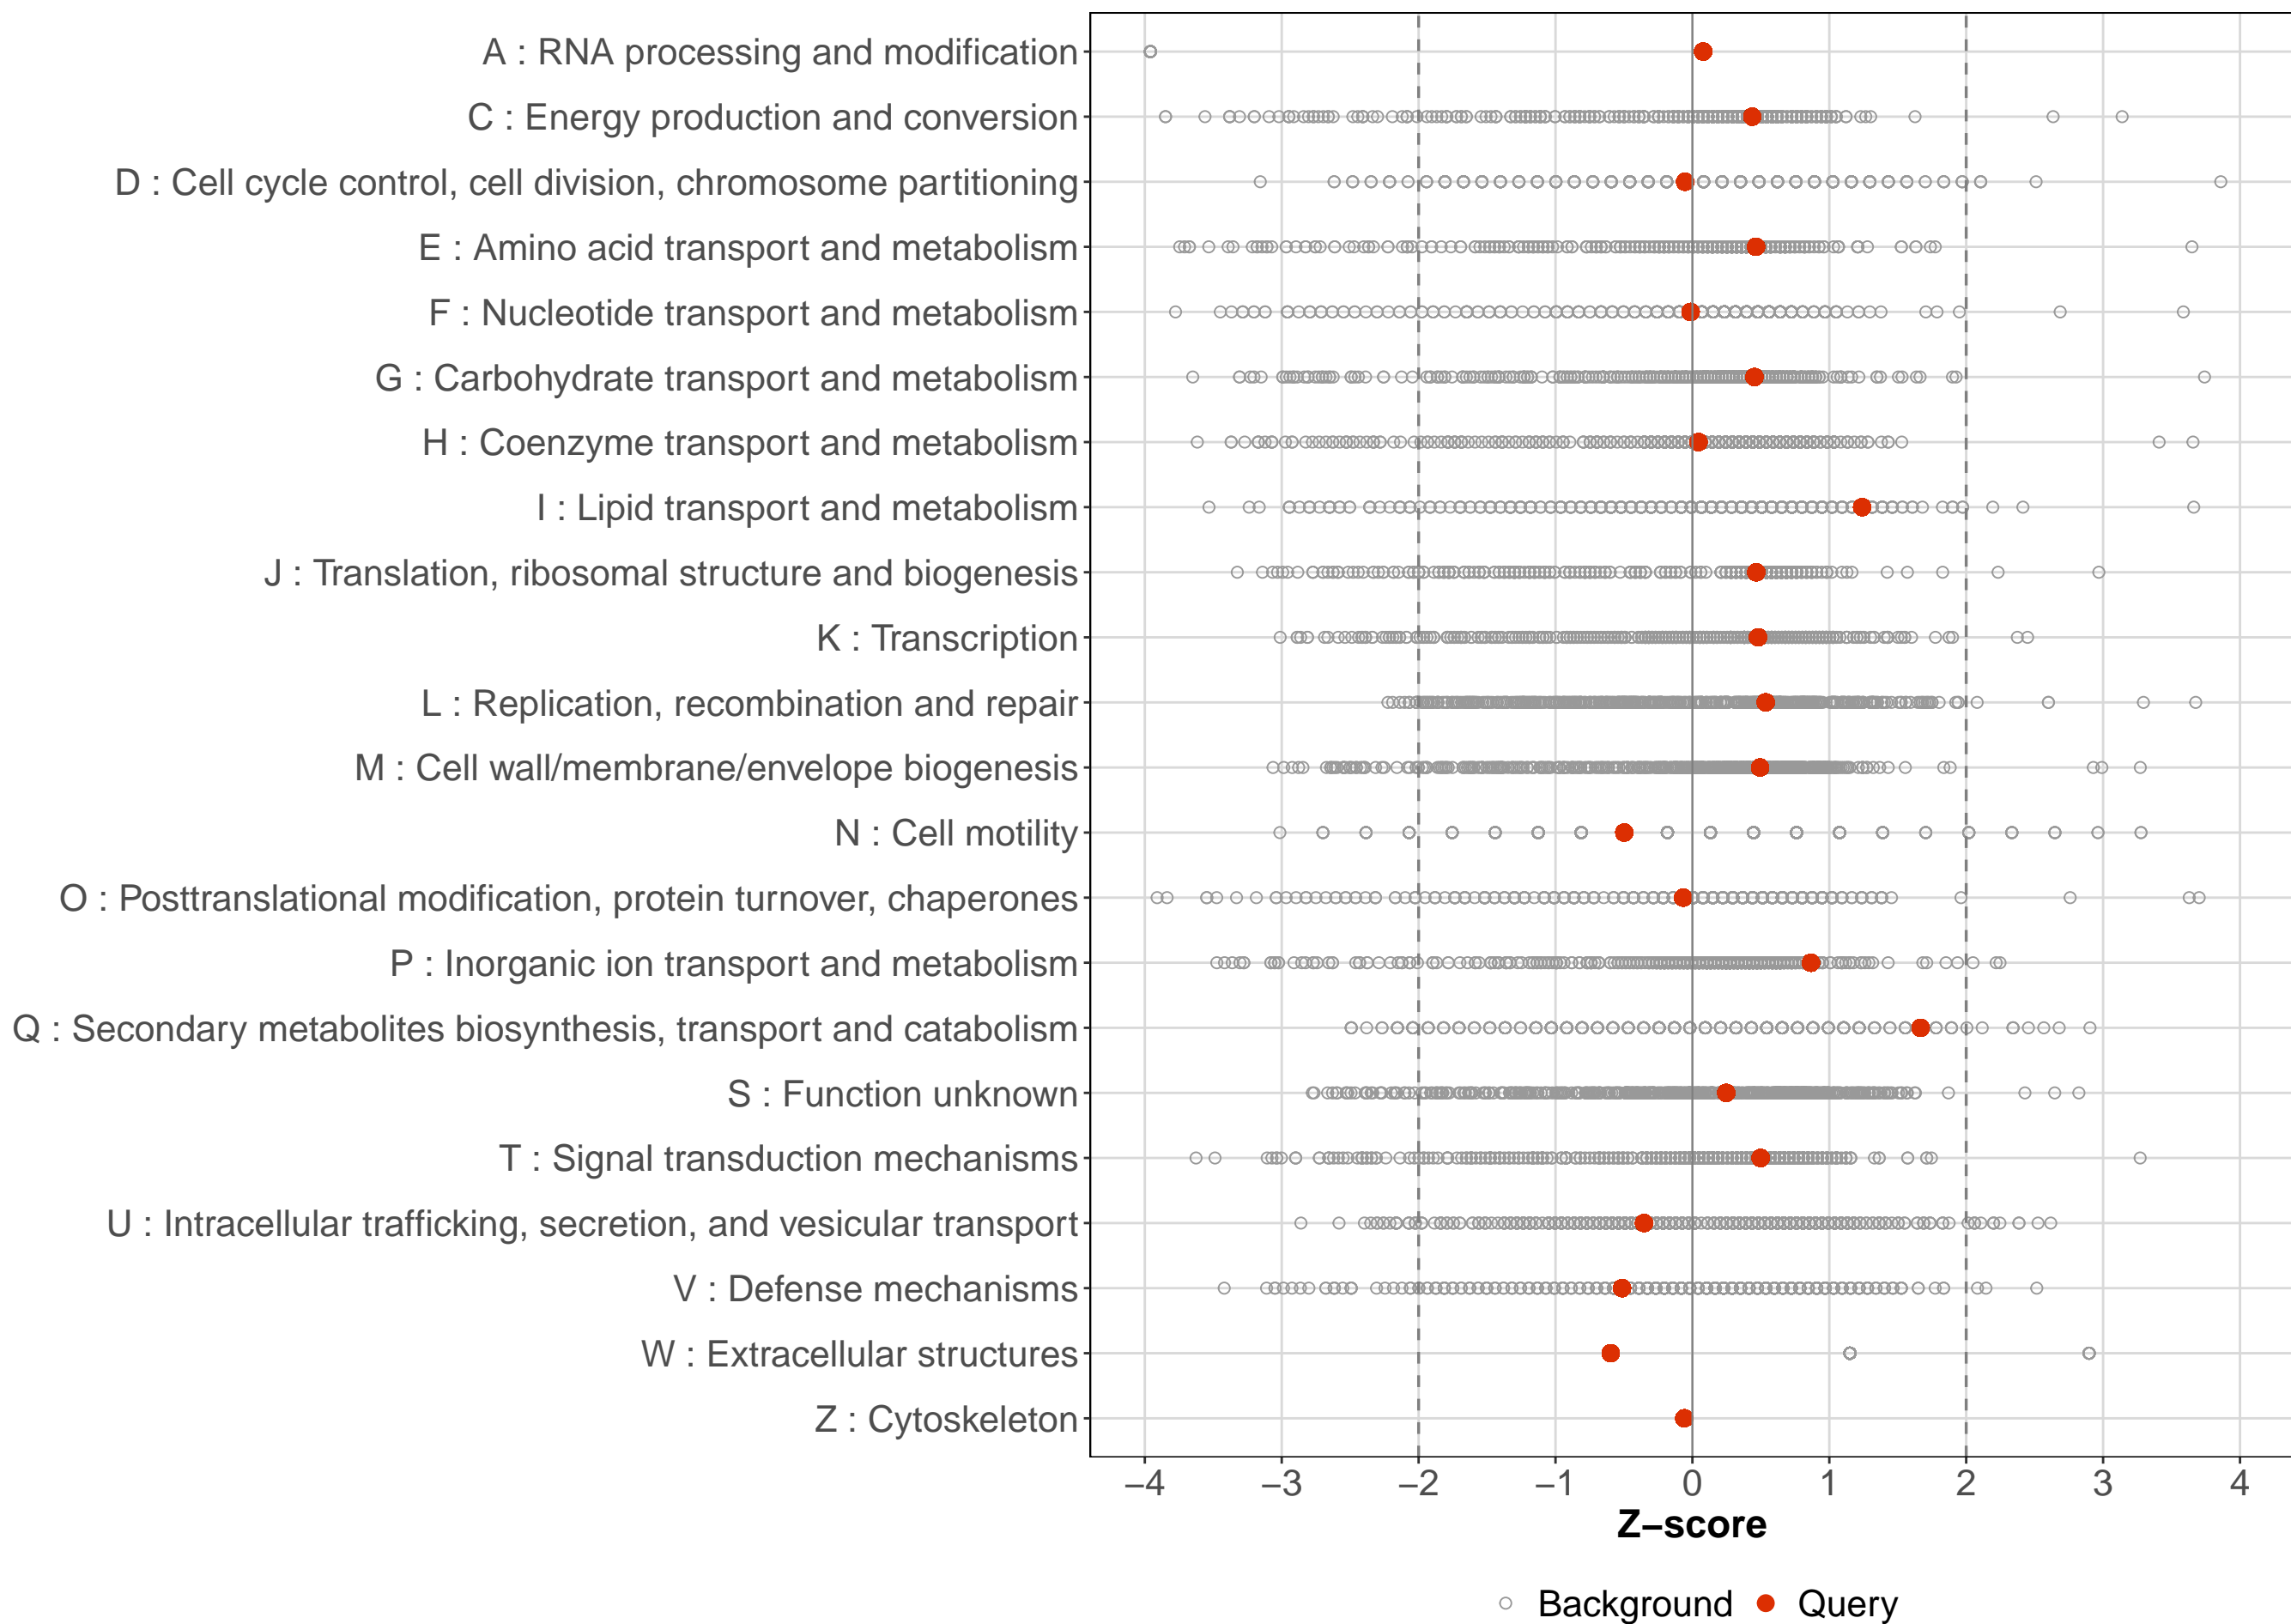 A : RNA processing and modification
C : Energy production and conversion
D : Cell cycle control, cell division, chromosome partitioning
E : Amino acid transport and metabolism
F : Nucleotide transport and metabolism
G : Carbohydrate transport and metabolism
H : Coenzyme transport and metabolism
I : Lipid transport and metabolism
J : Translation, ribosomal structure and biogenesis
K : Transcription
L : Replication, recombination and repair
M : Cell wall/membrane/envelope biogenesis
N : Cell motility
O : Posttranslational modification, protein turnover, chaperones
P : Inorganic ion transport and metabolism
Q : Secondary metabolites biosynthesis, transport and catabolism
S : Function unknown
T : Signal transduction mechanisms
U : Intracellular trafficking, secretion, and vesicular transport
V : Defense mechanisms
W : Extracellular structures
Z : Cytoskeleton
−4 −3 −2 −1 0 1 2 3 4
Z−score
Background Query